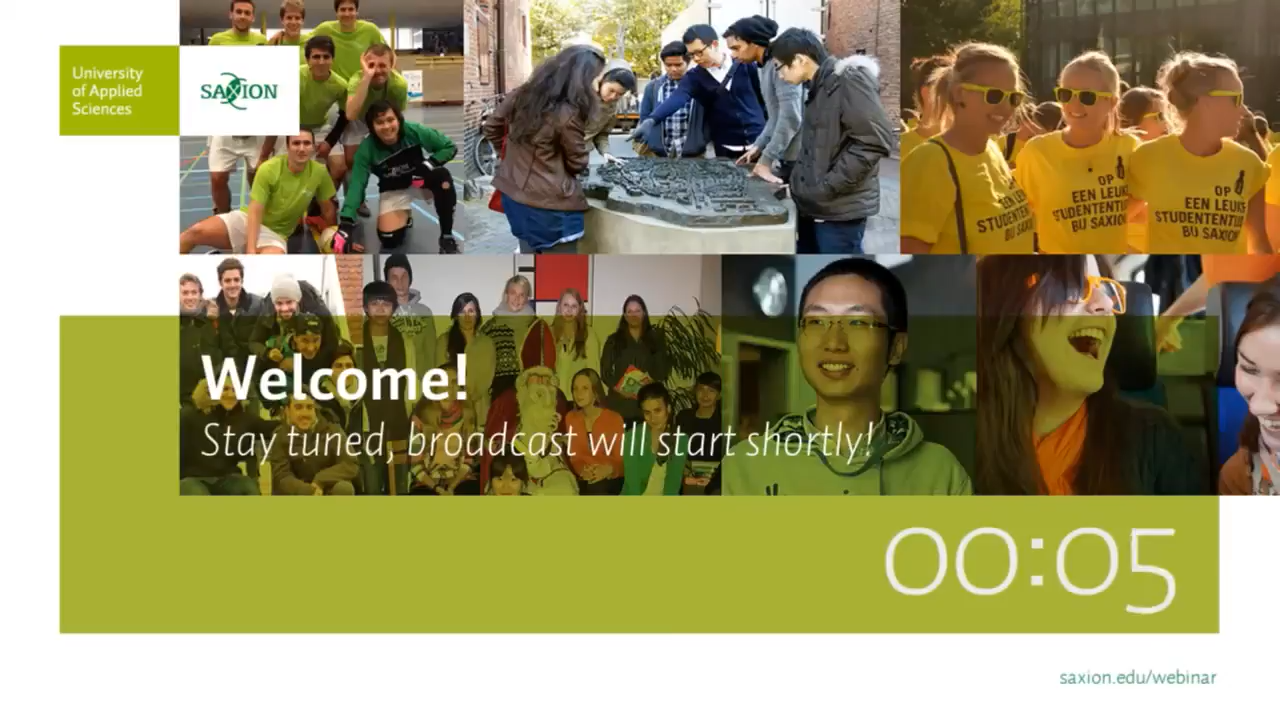 University
of Applied
Sciences
SAXION
OP
EEN LEUKE
STUDENTENTIJD
BIJ SAXION
Welcome!
Stay tuned, broadcast will start shortly!
00:05
saxion.edu/webinar